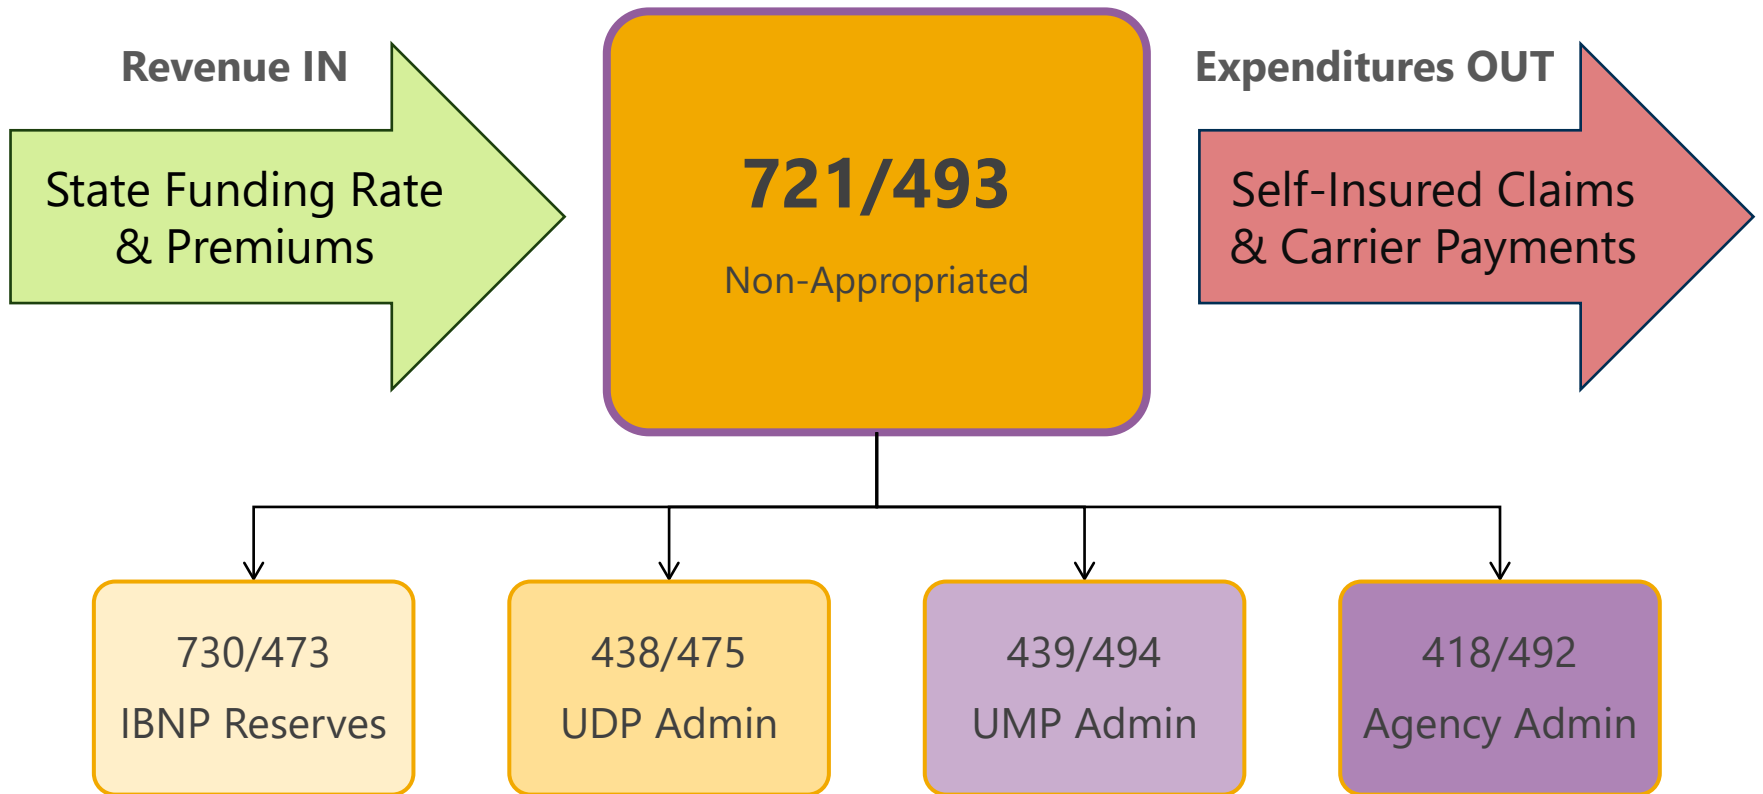 Revenue IN
State Funding Rate
& Premiums
721/493
Non-Appropriated
Expenditures OUT
Self-Insured Claims
& Carrier Payments
730/473
IBNP Reserves
438/475
UDP Admin
439/494
UMP Admin
418/492
Agency Admin